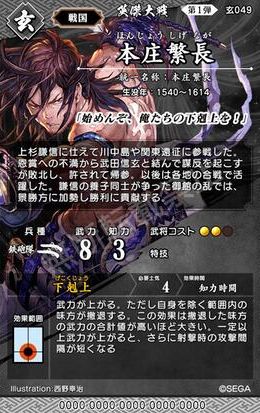 玄
戦国
英傑大戦
第1弾
玄049
ほんじょう しげなが
本庄繁長
統一名称：本庄繁長
生没年：1540～1614
「始めんぞ、俺たちの下剋上を！」
上杉謙信に仕えて川中島や関東遠征に参戦した。
恩賞への不満から武田信玄と結んで謀反を起こす
が敗北し、許されて帰参。以後は各地の合戦で活
躍した。謙信の養子同士が争った御館の乱では、
景勝方に加勢し勝利に貢献する。
兵種 武力 知力 武将コスト
鉄砲隊 8 3 特技
げこくじょう
下剋上
必要士気
4
効果時間
知力時間
効果範囲
武力が上がる。ただし自身を除く範囲内の
味方が撤退する。この効果は撤退した味方
の武力の合計値が高いほど大きい。一定以
上武力が上がると、さらに射撃時の攻撃間
隔が短くなる
Illustration:西野幸治
©SEGA
0000-0000-0000-0000-0000